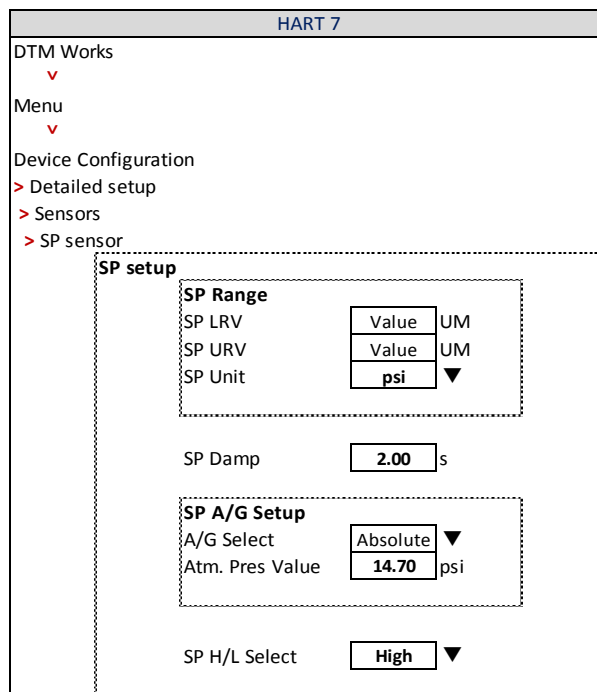 HART 7
DTM Works
˅
Menu
˅
Device Configuration
> Detailed setup
> Sensors
> SP sensor
SP setup
SP Range
SP LRV Value UM
SP URV Value UM
SP Unit psi ▼
SP Damp 2.00 s
SP A/G Setup
A/G Select Absolute ▼
Atm. Pres Value 14.70 psi
SP H/L Select High ▼